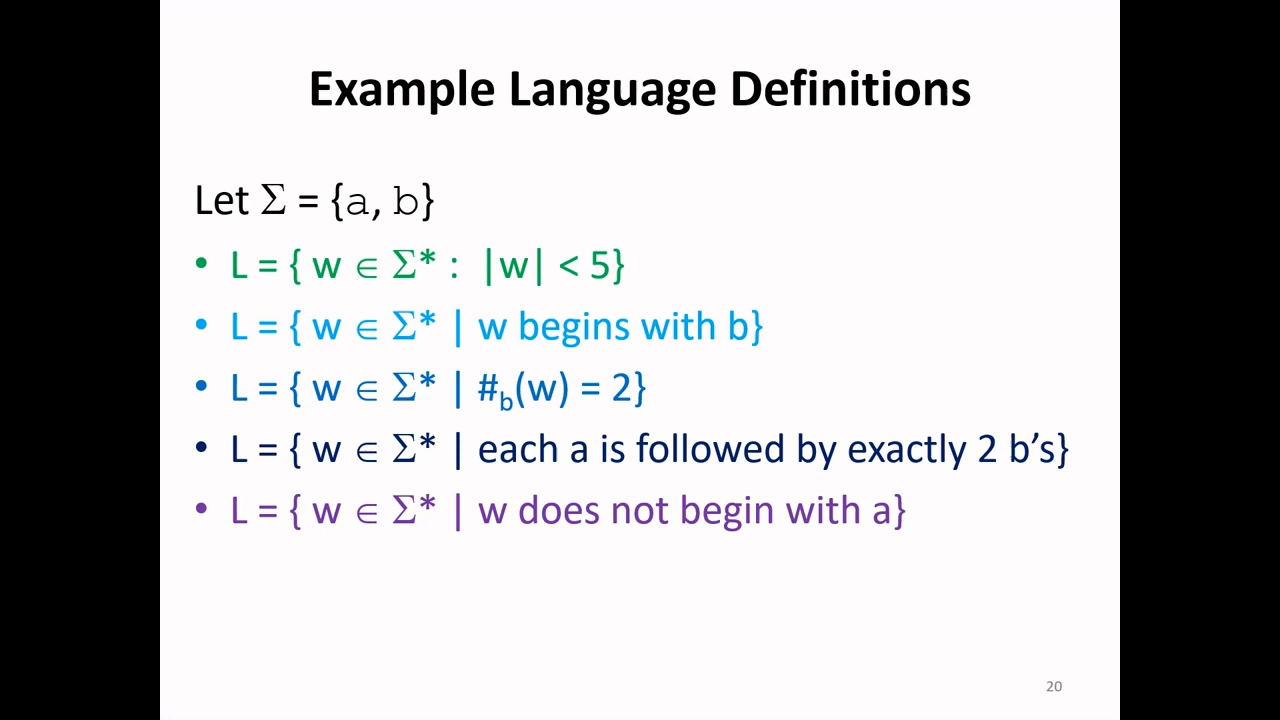 Example Language Definitions
Let Σ = {a, b}
• L = { w ∈ Σ* : |w| < 5}
• L = { w ∈ Σ* | w begins with b}
• L = { w ∈ Σ* | #b(w) = 2}
• L = { w ∈ Σ* | each a is followed by exactly 2 b’s}
• L = { w ∈ Σ* | w does not begin with a}
20